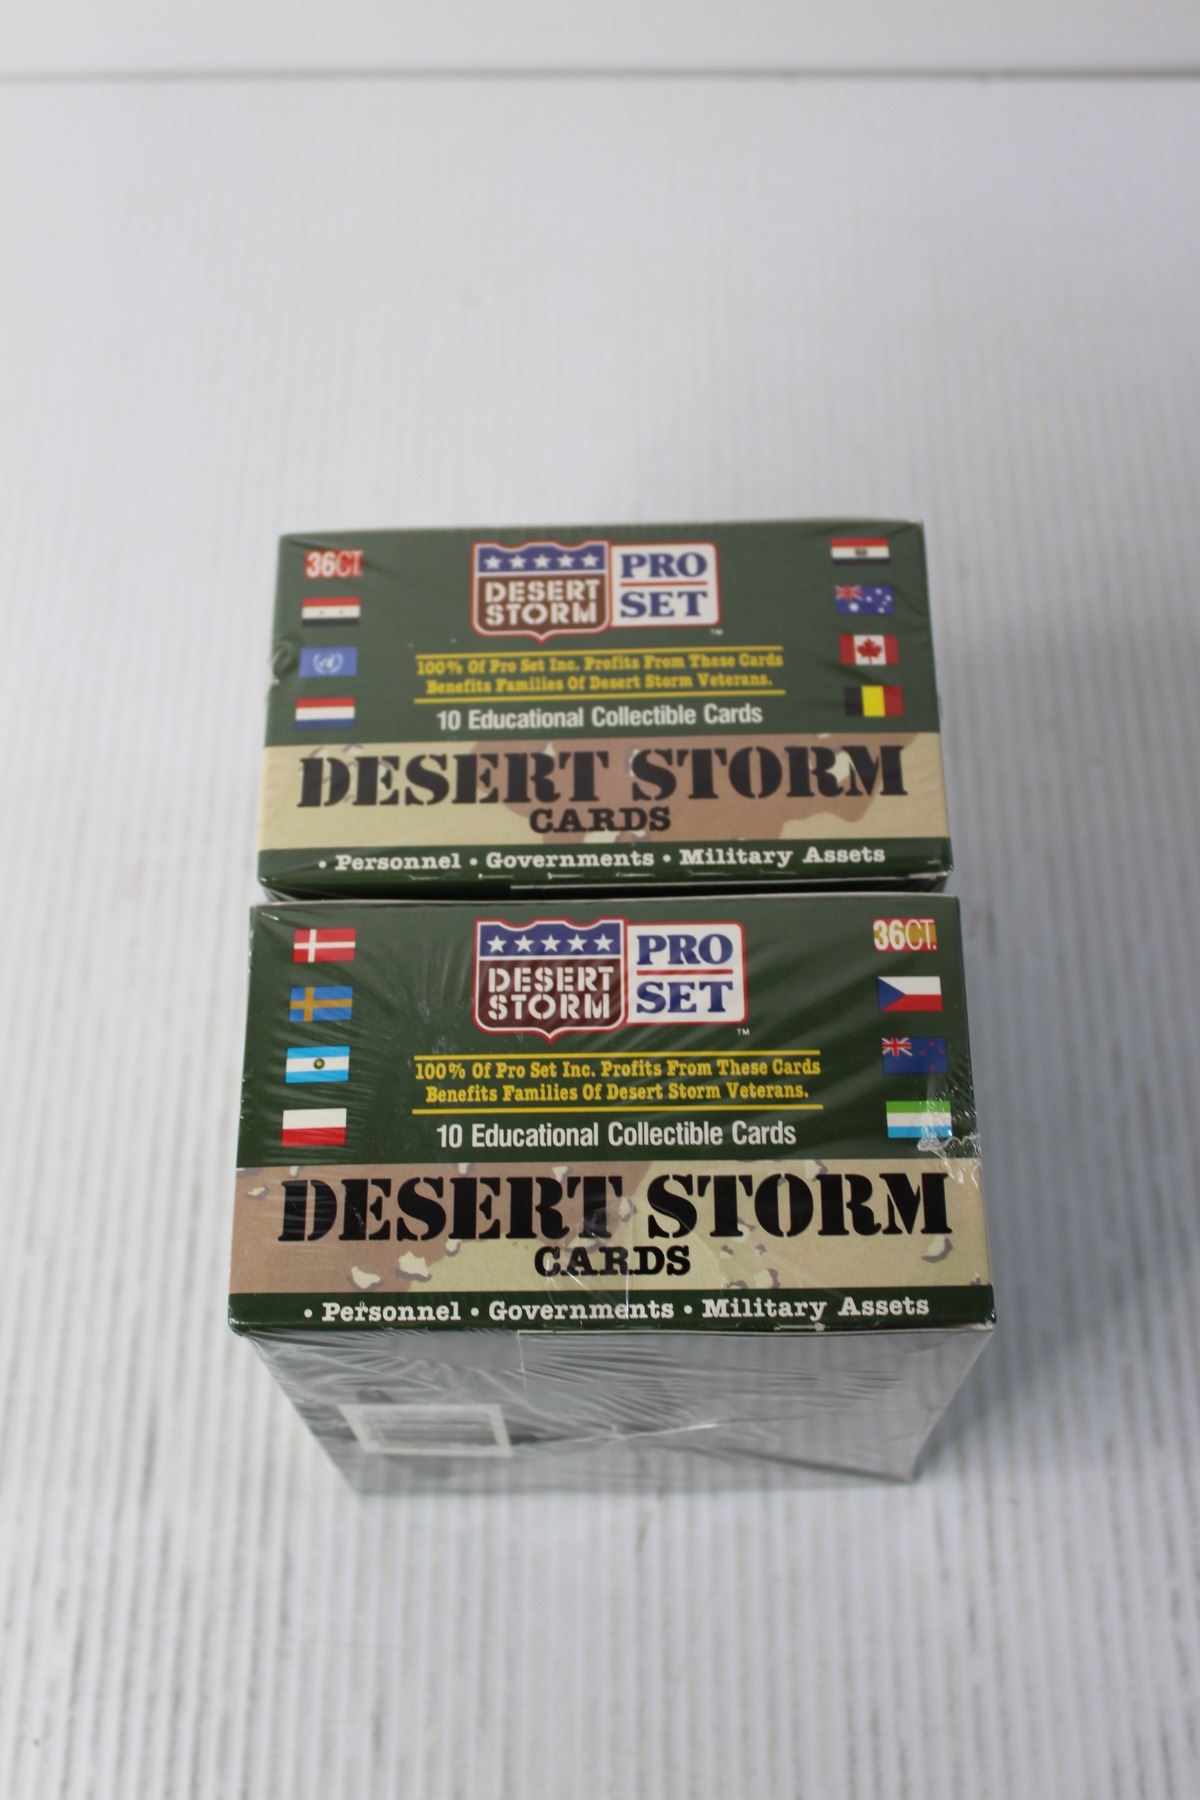 36CT.
DESERT
STORM
PRO
SET
TM
100% Of Pro Set Inc. Profits From These Cards
Benefits Families Of Desert Storm Veterans.
10 Educational Collectible Cards
DESERT STORM
CARDS
• Personnel • Governments • Military Assets
36CT.
DESERT
STORM
PRO
SET
TM
100% Of Pro Set Inc. Profits From These Cards
Benefits Families Of Desert Storm Veterans.
10 Educational Collectible Cards
DESERT STORM
CARDS
• Personnel • Governments • Military Assets